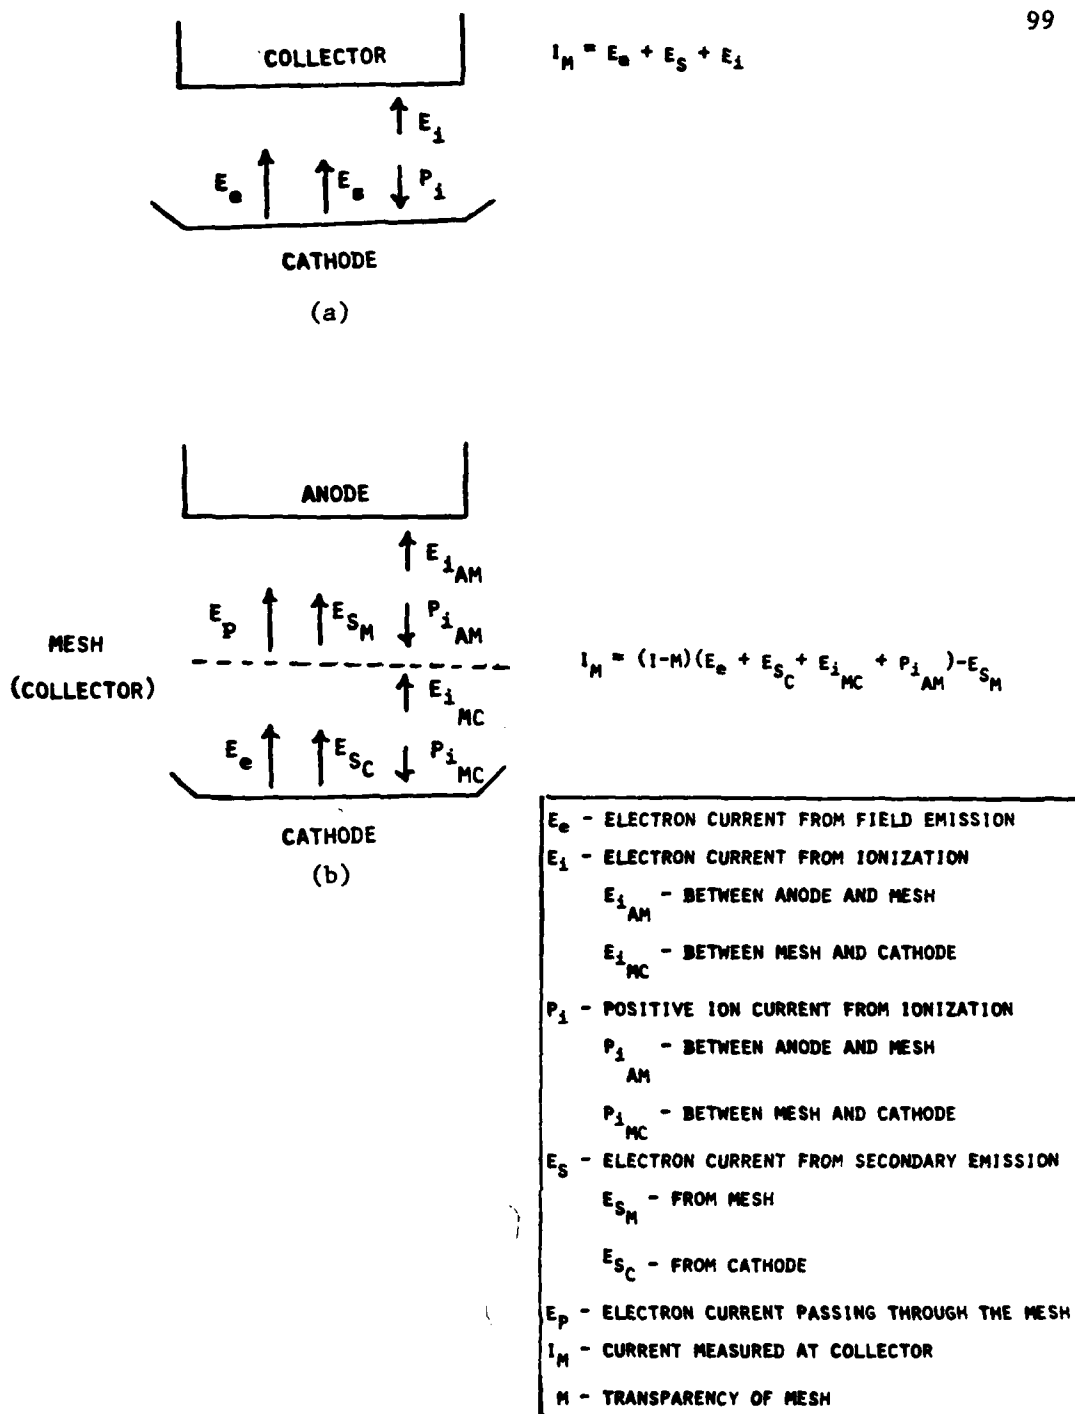 99
COLLECTOR
I_M = E_e + E_S + E_i
E_i
E_e
E_s
P_i
CATHODE
(a)
ANODE
E_i_AM
E_p
E_S_M
P_i_AM
MESH
(COLLECTOR)
I_M = (I-M)(E_e + E_S_C + E_i_MC + P_i_AM)-E_S_M
E_i_MC
E_e
E_S_C
P_i_MC
CATHODE
(b)
E_e - ELECTRON CURRENT FROM FIELD EMISSION
E_i - ELECTRON CURRENT FROM IONIZATION
E_i_AM - BETWEEN ANODE AND MESH
E_i_MC - BETWEEN MESH AND CATHODE
P_i - POSITIVE ION CURRENT FROM IONIZATION
P_i_AM - BETWEEN ANODE AND MESH
P_i_MC - BETWEEN MESH AND CATHODE
E_S - ELECTRON CURRENT FROM SECONDARY EMISSION
E_S_M - FROM MESH
E_S_C - FROM CATHODE
E_P - ELECTRON CURRENT PASSING THROUGH THE MESH
I_M - CURRENT MEASURED AT COLLECTOR
M - TRANSPARENCY OF MESH